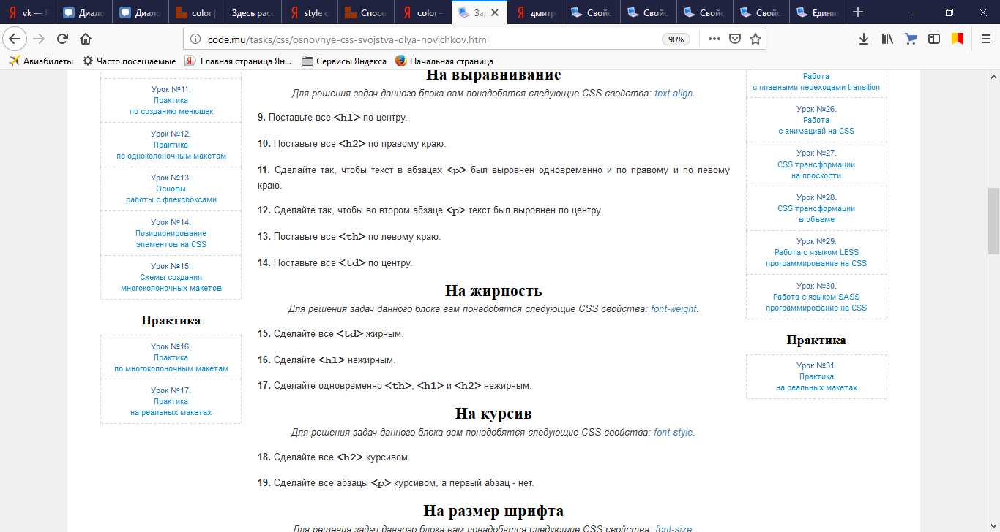 vk — Я
Диало
Диало
color |
Здесь рас
style c
Спосо
color –
Зад
дмитр
Свойс
Свойс
Свойс
Свойс
Едини
code.mu/tasks/css/osnovnye-css-svojstva-dlya-novichkov.html
90%
Авиабилеты
Часто посещаемые
Главная страница Ян...
Сервисы Яндекса
Начальная страница
Урок №11.
Практика
по созданию менюшек
Урок №12.
Практика
по одноколоночным макетам
Урок №13.
Основы
работы с флексбоксами
Урок №14.
Позиционирование
элементов на CSS
Урок №15.
Схемы создания
многоколоночных макетов
Практика
Урок №16.
Практика
по многоколоночным макетам
Урок №17.
Практика
на реальных макетах
На выравнивание
Для решения задач данного блока вам понадобятся следующие CSS свойства: text-align.
9. Поставьте все <h1> по центру.
10. Поставьте все <h2> по правому краю.
11. Сделайте так, чтобы текст в абзацах <p> был выровнен одновременно и по правому и по левому
краю.
12. Сделайте так, чтобы во втором абзаце <p> текст был выровнен по центру.
13. Поставьте все <th> по левому краю.
14. Поставьте все <td> по центру.
На жирность
Для решения задач данного блока вам понадобятся следующие CSS свойства: font-weight.
15. Сделайте все <td> жирным.
16. Сделайте <h1> нежирным.
17. Сделайте одновременно <th>, <h1> и <h2> нежирным.
На курсив
Для решения задач данного блока вам понадобятся следующие CSS свойства: font-style.
18. Сделайте все <h2> курсивом.
19. Сделайте все абзацы <p> курсивом, а первый абзац - нет.
На размер шрифта
Для решения задач данного блока вам понадобятся следующие CSS свойства: font-size
Работа
с плавными переходами transition
Урок №26.
Работа
с анимацией на CSS
Урок №27.
CSS трансформации
на плоскости
Урок №28.
CSS трансформации
в объеме
Урок №29.
Работа с языком LESS
программирование на CSS
Урок №30.
Работа с языком SASS
программирование на CSS
Практика
Урок №31.
Практика
на реальных макетах